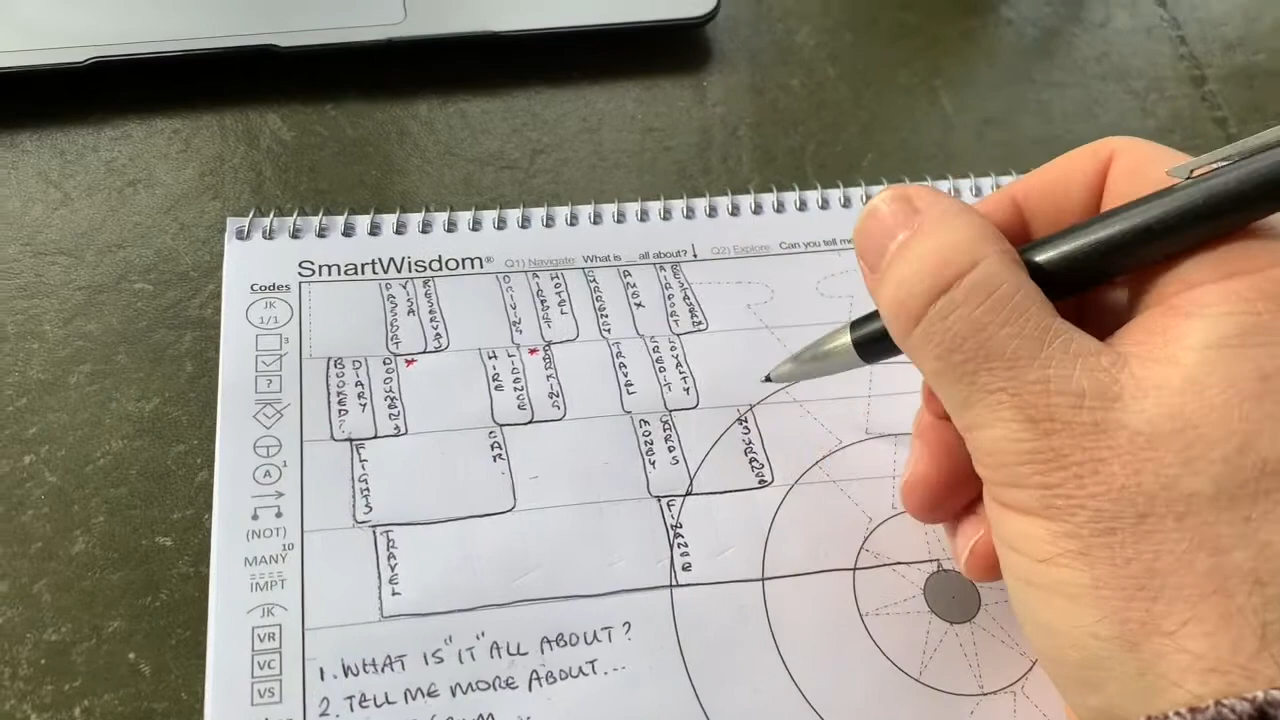 SmartWisdom® Q1) Navigate: What is __ all about? Q2) Explore: Can you tell me
Codes
JK
1/1
3
?
A 1
(NOT)
MANY 10
IMPT
JK
VR
VC
VS
PASSPORT
VISA
DRIVING
AIRPORT
HOTEL
CURRENCY
AMEX
AIRPORT
BOOKED?
DIARY
HIRE
LICENCE
PARKING
TRAVEL
CREDIT
LOYALTY
FLIGHTS
CAR
MONEY
CARDS
INSURANCE
TRAVEL
FINANCE
1. WHAT IS "IT" ALL ABOUT?
2. TELL ME MORE ABOUT...